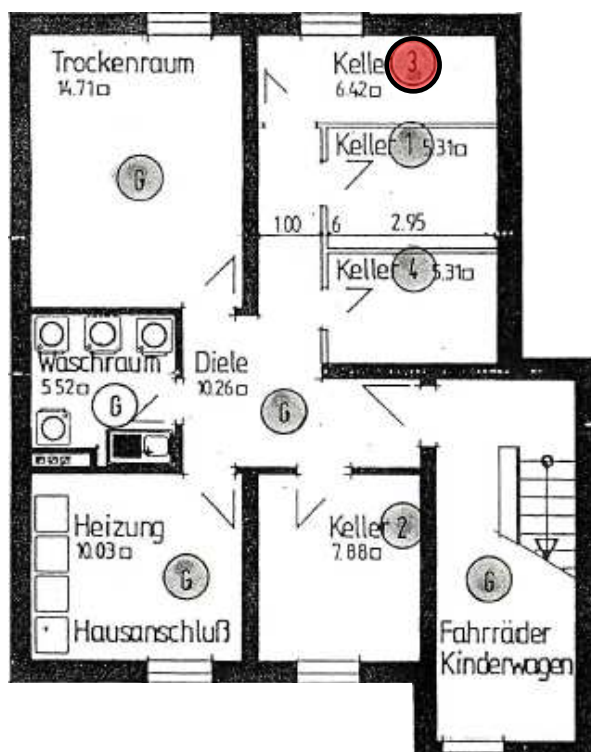 Trockenraum
14.71□
G
Keller 3
6.42□
Keller 1 5.31□
100 6 2.95
Keller 4 5.31□
Waschraum
5.52□
G
Diele
10.26□
G
Heizung
10.03□
G
Hausanschluß
Keller 2
7.88□
G
Fahrräder
Kinderwagen